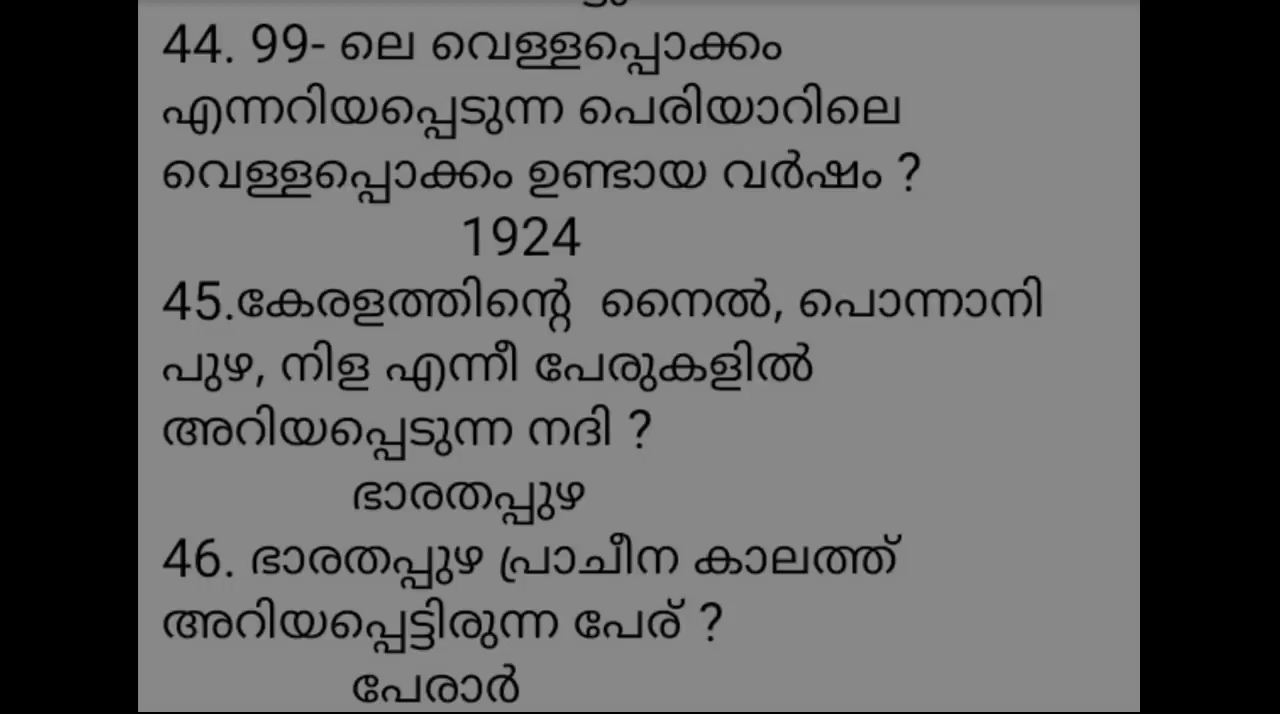 44. 99- ലെ വെള്ളപ്പൊക്കം
എന്നറിയപ്പെടുന്ന പെരിയാറിലെ
വെള്ളപ്പൊക്കം ഉണ്ടായ വർഷം ?
1924
45.കേരളത്തിന്റെ നൈൽ, പൊന്നാനി
പുഴ, നിള എന്നീ പേരുകളിൽ
അറിയപ്പെടുന്ന നദി ?
ഭാരതപ്പുഴ
46. ഭാരതപ്പുഴ പ്രാചീന കാലത്ത്
അറിയപ്പെട്ടിരുന്ന പേര് ?
പേരാർ